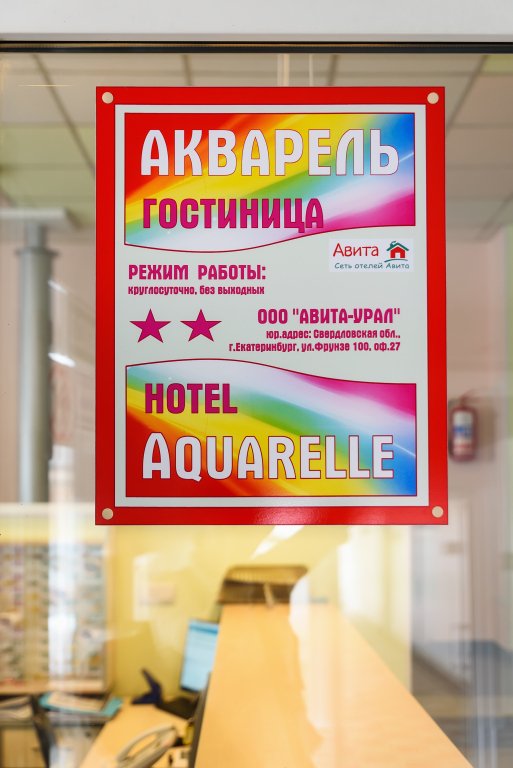 АКВАРЕЛЬ
ГОСТИНИЦА
Авита
Сеть отелей Авита
РЕЖИМ РАБОТЫ:
круглосуточно, без выходных
ООО "АВИТА-УРАЛ"
юр.адрес: Свердловская обл.,
г.Екатеринбург, ул.Фрунзе 100, оф.27
HOTEL
AQUARELLE